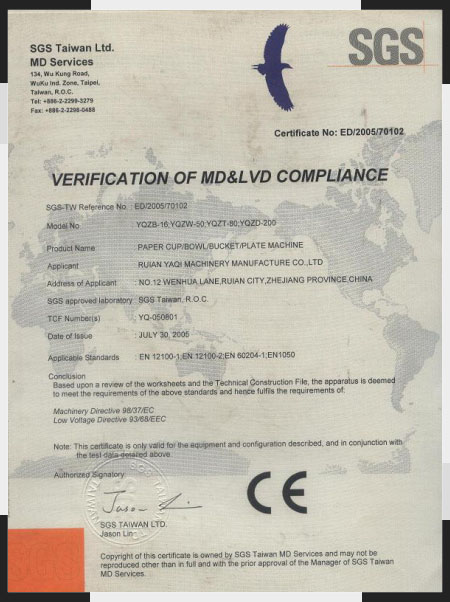 SGS Taiwan Ltd.
MD Services
134, Wu Kung Road,
WuKu Ind. Zone, Taipei,
Taiwan, R.O.C.
Tel: +886-2-2299-3279
Fax: +886-2-2298-0488
SGS
Certificate No: ED/2005/70102
VERIFICATION OF MD&LVD COMPLIANCE
SGS-TW Reference No. : ED/2005/70102
Model No : YQZB-16;YQZW-50;YQZT-80;YQZD-200
Product Name : PAPER CUP/BOWL/BUCKET/PLATE MACHINE
Applicant : RUIAN YAQI MACHINERY MANUFACTURE CO.,LTD
Address of Applicant : NO.12 WENHUA LANE,RUIAN CITY,ZHEJIANG PROVINCE,CHINA
SGS approved laboratory : SGS Taiwan, R.O.C.
TCF Number(s) : YQ-050801
Date of Issue : JULY 30, 2005
Applicable Standards : EN 12100-1;EN 12100-2;EN 60204-1;EN1050
Conclusion
Based upon a review of the worksheets and the Technical Construction File, the apparatus is deemed
to meet the requirements of the above standards and hence fulfils the requirements of:
Machinery Directive 98/37/EC
Low Voltage Directive 93/68/EEC
Note: This certificate is only valid for the equipment and configuration described, and in conjunction with
the test data detailed above.
Authorized Signatory:
Jason Lin
CE
SGS TAIWAN LTD.
Jason Lin
Copyright of this certificate is owned by SGS Taiwan MD Services and may not be
reproduced other than in full and with the prior approval of the Manager of SGS Taiwan
MD Services.